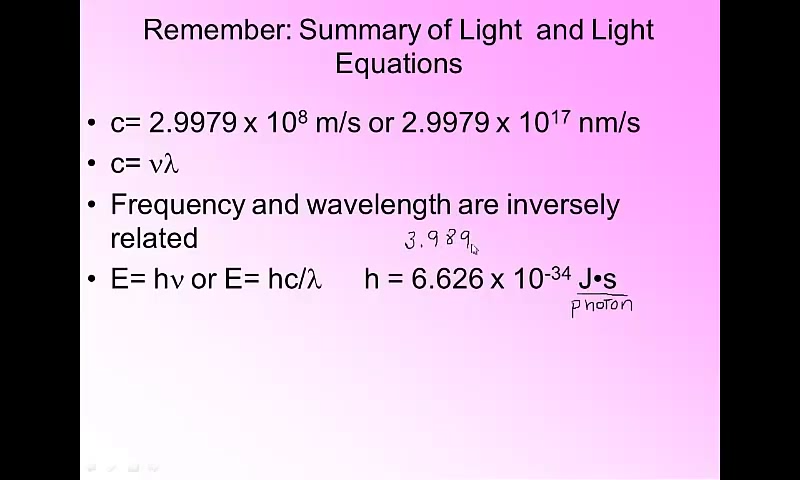 Remember: Summary of Light and Light
Equations
• c= 2.9979 x 10⁸ m/s or 2.9979 x 10¹⁷ nm/s
• c= νλ
• Frequency and wavelength are inversely
related
3.989
• E= hν or E= hc/λ h = 6.626 x 10⁻³⁴ J•s
photon